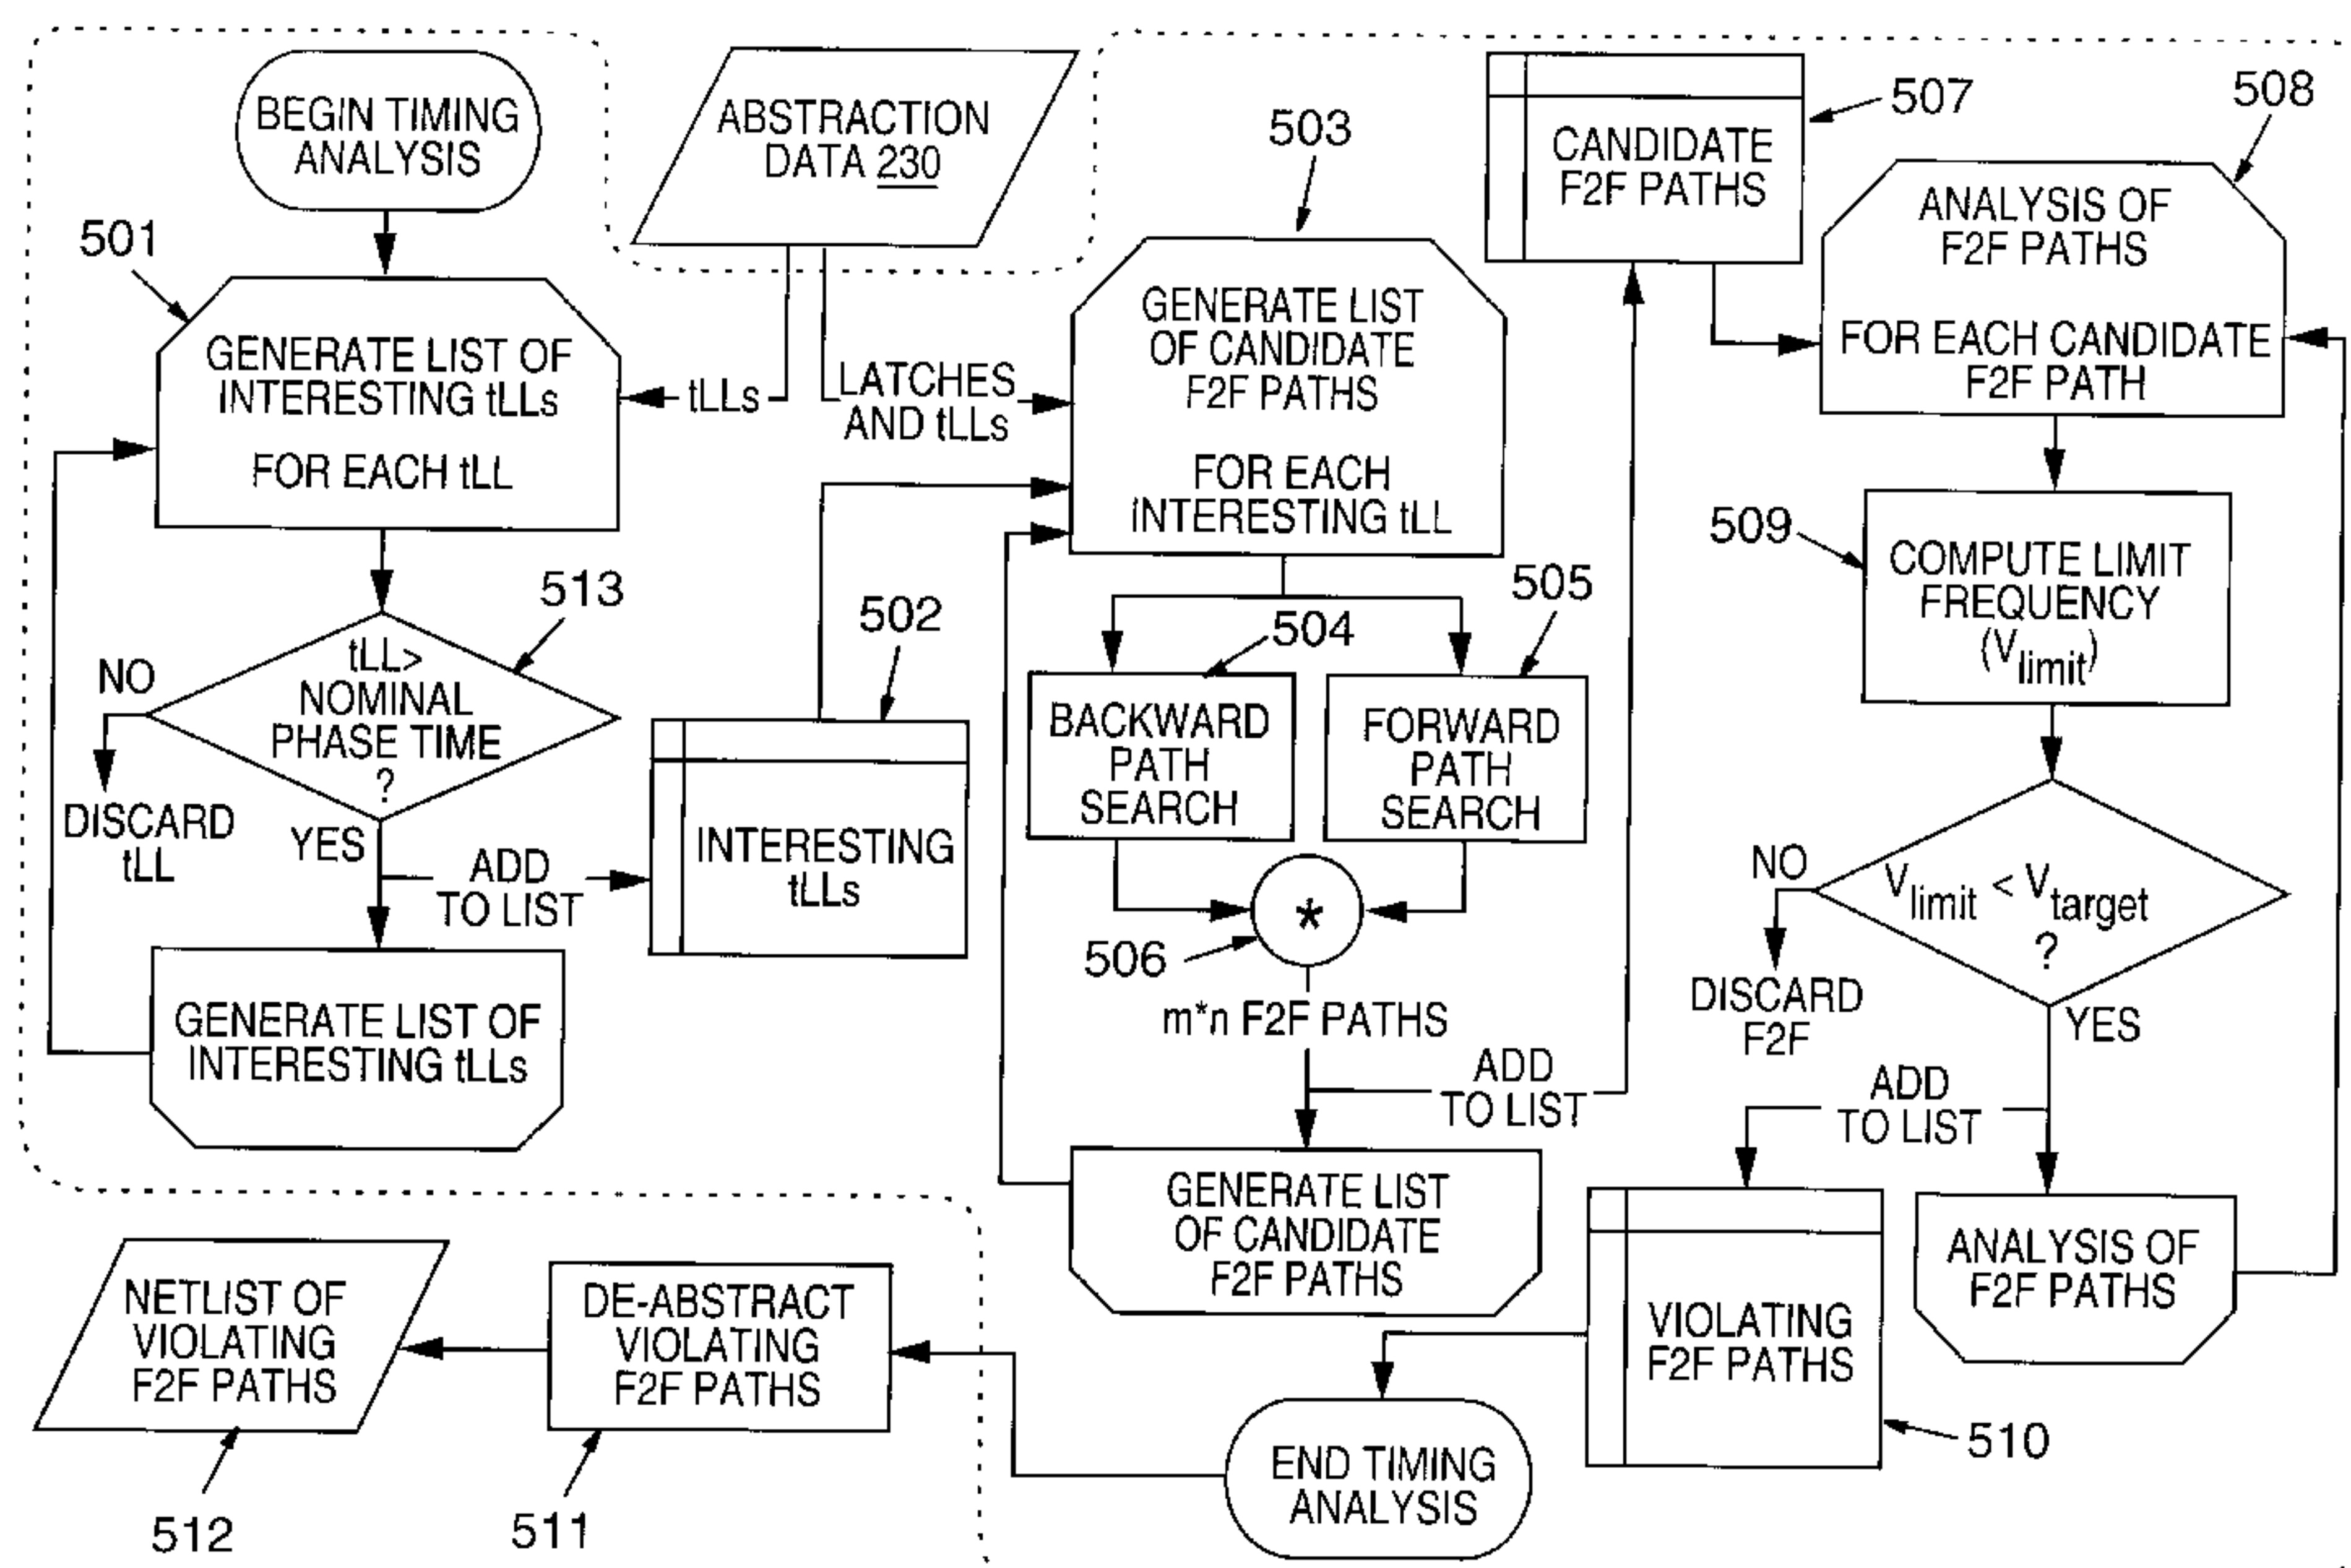 BEGIN TIMING
ANALYSIS
501
GENERATE LIST OF
INTERESTING tLLs
FOR EACH tLL
513
tLL>
NOMINAL
PHASE TIME
?
NO
DISCARD
tLL
YES
ADD
TO LIST
GENERATE LIST OF
INTERESTING tLLs
ABSTRACTION
DATA 230
tLLs
LATCHES
AND tLLs
502
INTERESTING
tLLs
503
GENERATE LIST
OF CANDIDATE
F2F PATHS
FOR EACH
INTERESTING tLL
504
505
BACKWARD
PATH
SEARCH
FORWARD
PATH
SEARCH
*
506
m*n F2F PATHS
ADD
TO LIST
GENERATE LIST
OF CANDIDATE
F2F PATHS
CANDIDATE
F2F PATHS
507
508
ANALYSIS OF
F2F PATHS
FOR EACH CANDIDATE
F2F PATH
509
COMPUTE LIMIT
FREQUENCY
(Vlimit)
Vlimit < Vtarget
?
NO
DISCARD
F2F
YES
ADD
TO LIST
ANALYSIS OF
F2F PATHS
VIOLATING
F2F PATHS
510
END TIMING
ANALYSIS
DE-ABSTRACT
VIOLATING
F2F PATHS
511
NETLIST OF
VIOLATING
F2F PATHS
512